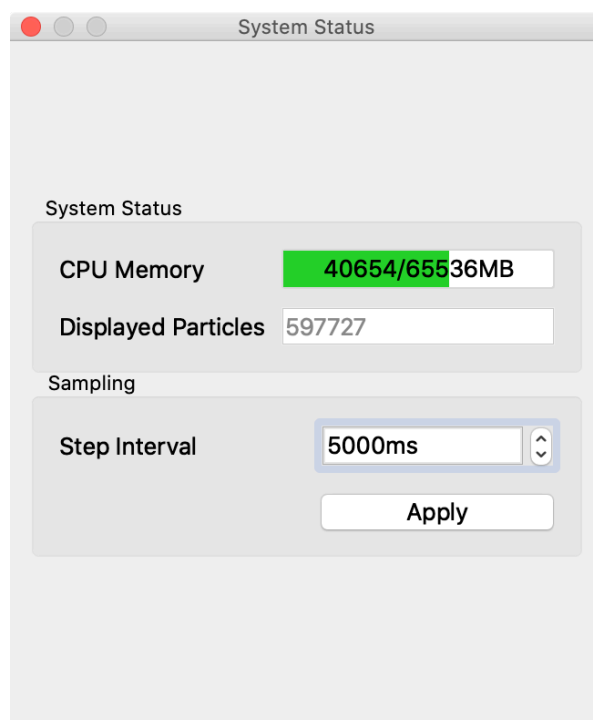 System Status
System Status
CPU Memory 40654/65536MB
Displayed Particles 597727
Sampling
Step Interval 5000ms
Apply